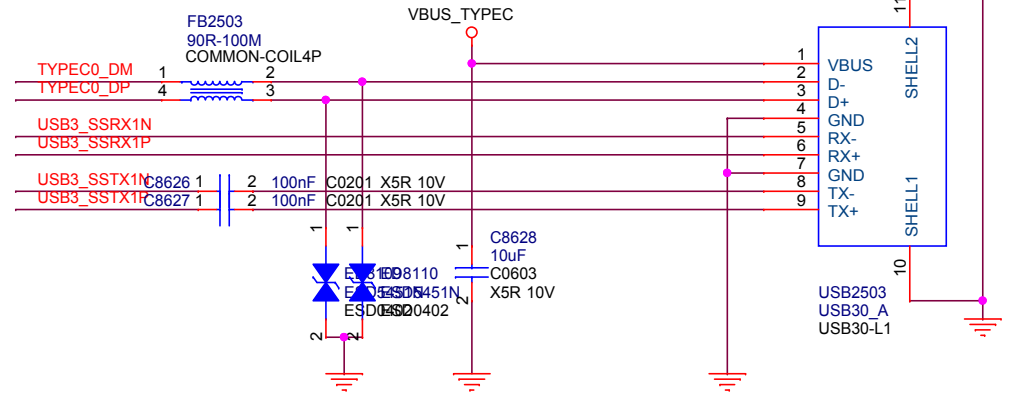 VBUS_TYPEC
11
FB2503
90R-100M
COMMON-COIL4P
TYPEC0_DM 1 2
TYPEC0_DP 4 3
USB3_SSRX1N
USB3_SSRX1P
USB3_SSTX1N C8626 1 2 100nF C0201 X5R 10V
C8627 1 2 100nF C0201 X5R 10V
1 VBUS
2 D-
3 D+
4 GND
5 RX-
6 RX+
7 GND
8 TX-
9 TX+
SHELL2
SHELL1
10
1 1
2 2
1
2
C8628
10uF
C0603
X5R 10V
USB2503
USB30_A
USB30-L1